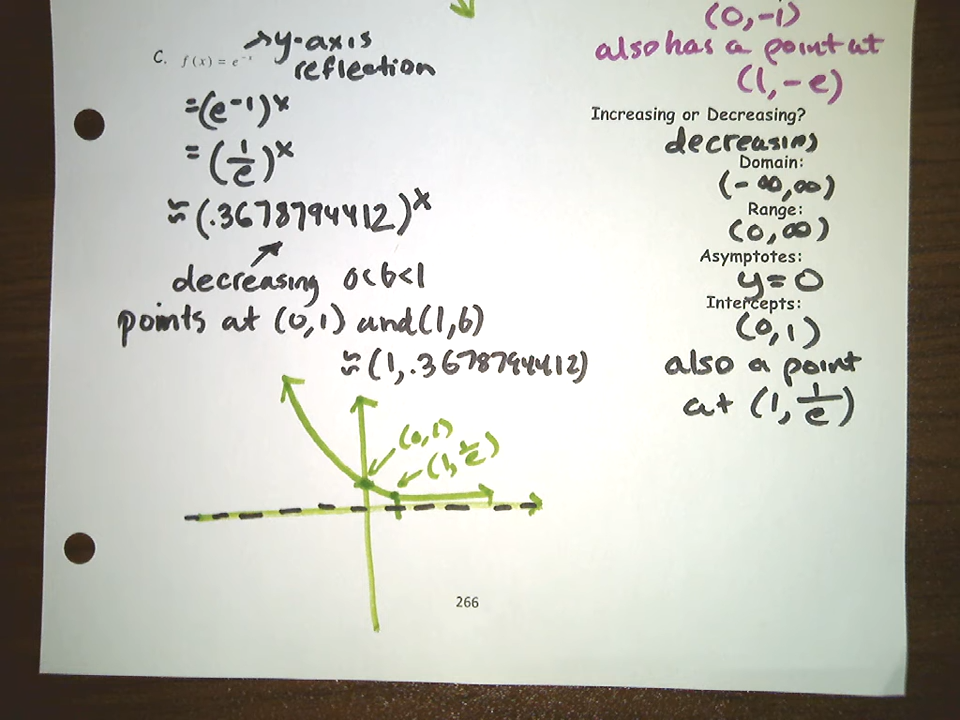 (0,-1)
also has a point at
(1,-e)
C. f(x) = e^-x → y-axis
reflection
=(e^-1)^x
=(1/e)^x
≈(.3678794412)^x
decreasing 0<b<1
points at (0,1) and (1,b)
≈(1,.3678794412)
Increasing or Decreasing?
decreasing
Domain:
(-∞,∞)
Range:
(0,∞)
Asymptotes:
y=0
Intercepts:
(0,1)
also a point
at (1,1/e)
(0,1)
(1,1/e)
266